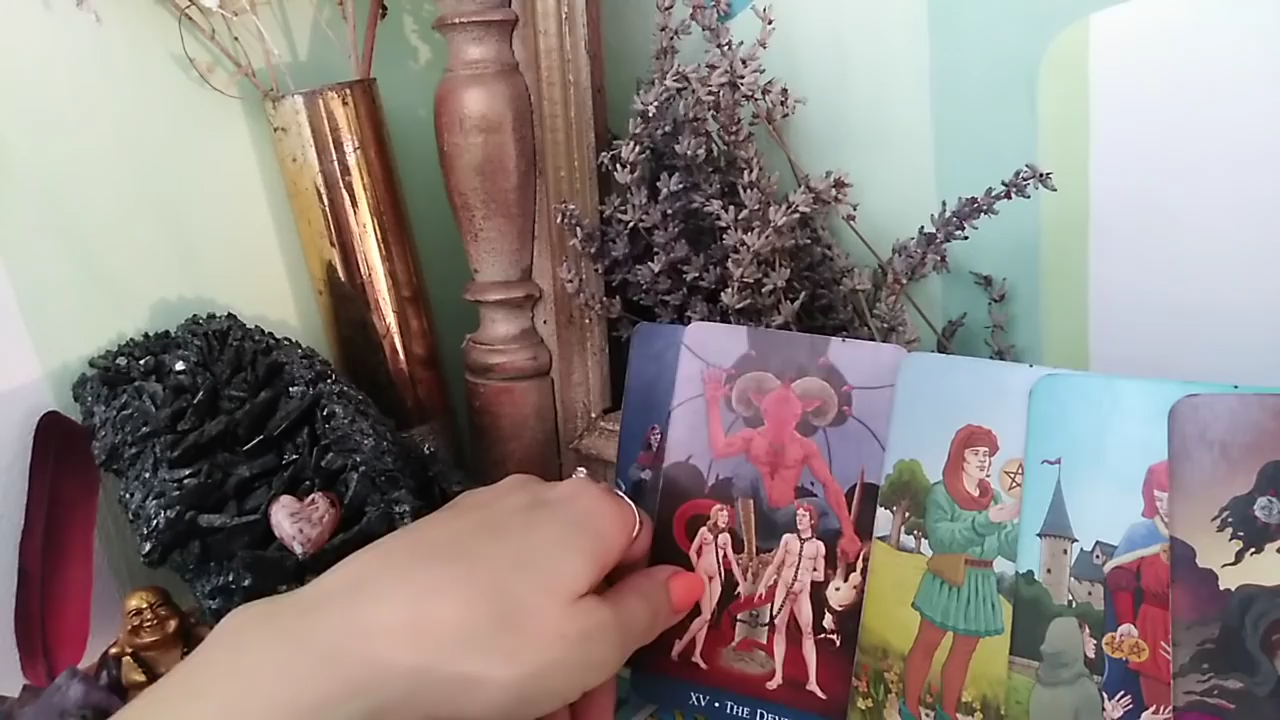 XV • THE DEV